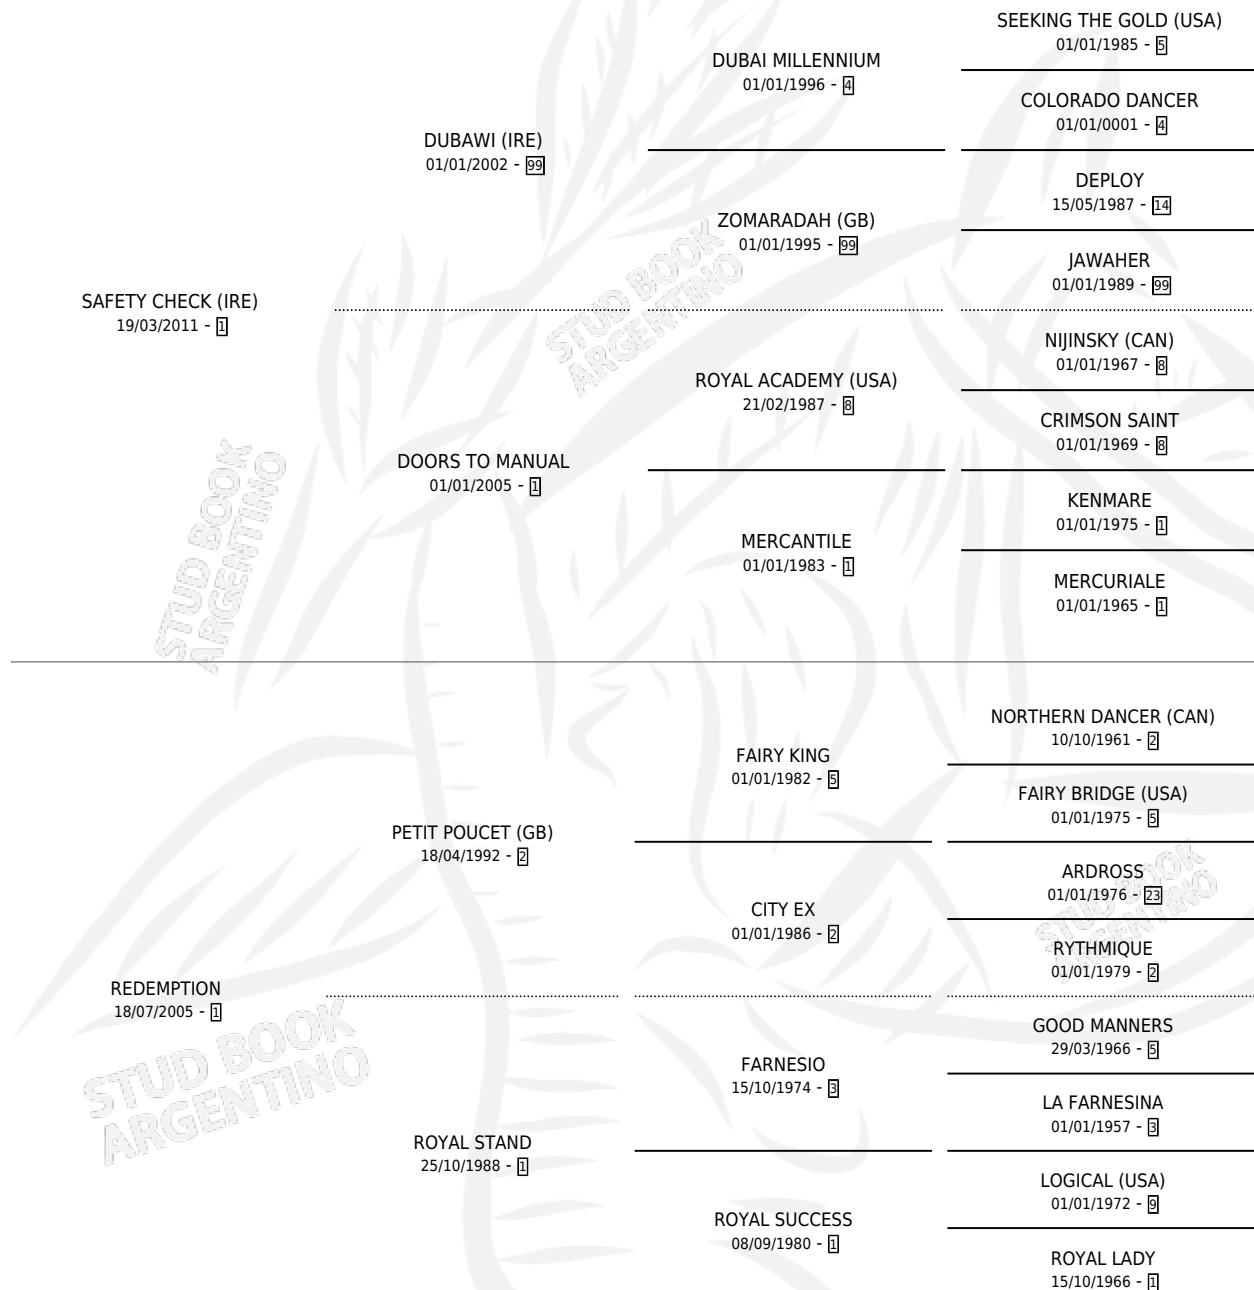 SEEKING THE GOLD (USA)
01/01/1985 - 5
DUBAI MILLENNIUM
01/01/1996 - 4
COLORADO DANCER
01/01/0001 - 4
DUBAWI (IRE)
01/01/2002 - 99
DEPLOY
15/05/1987 - 14
ZOMARADAH (GB)
01/01/1995 - 99
JAWAHER
01/01/1989 - 99
SAFETY CHECK (IRE)
19/03/2011 - 1
NIJINSKY (CAN)
01/01/1967 - 8
ROYAL ACADEMY (USA)
21/02/1987 - 8
CRIMSON SAINT
01/01/1969 - 8
DOORS TO MANUAL
01/01/2005 - 1
KENMARE
01/01/1975 - 1
MERCANTILE
01/01/1983 - 1
MERCURIALE
01/01/1965 - 1
NORTHERN DANCER (CAN)
10/10/1961 - 2
FAIRY KING
01/01/1982 - 5
FAIRY BRIDGE (USA)
01/01/1975 - 5
PETIT POUCET (GB)
18/04/1992 - 2
ARDROSS
01/01/1976 - 23
CITY EX
01/01/1986 - 2
RYTHMIQUE
01/01/1979 - 2
REDEMPTION
18/07/2005 - 1
GOOD MANNERS
29/03/1966 - 5
FARNESIO
15/10/1974 - 3
LA FARNESINA
01/01/1957 - 3
ROYAL STAND
25/10/1988 - 1
LOGICAL (USA)
01/01/1972 - 9
ROYAL SUCCESS
08/09/1980 - 1
ROYAL LADY
15/10/1966 - 1
STUD BOOK
ARGENTINO
STUD BOOK
ARGENTINO
STUD BOOK
ARGENTINO
STUD BOOK
ARGENTINO